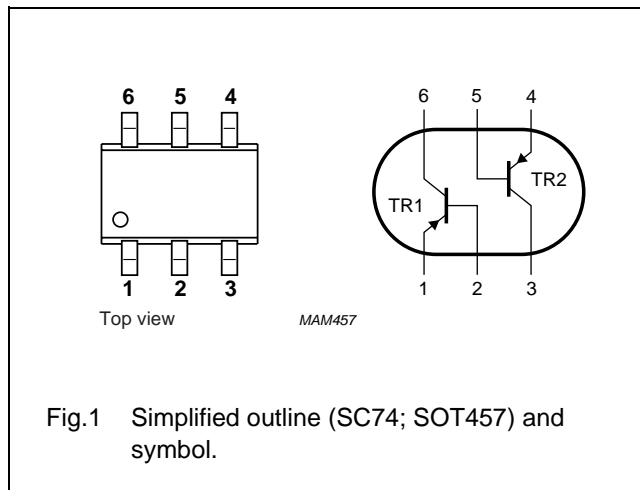 6 5 4
1 2 3
Top view
6 5 4
TR2
TR1
1 2 3
MAM457
Fig.1 Simplified outline (SC74; SOT457) and
symbol.